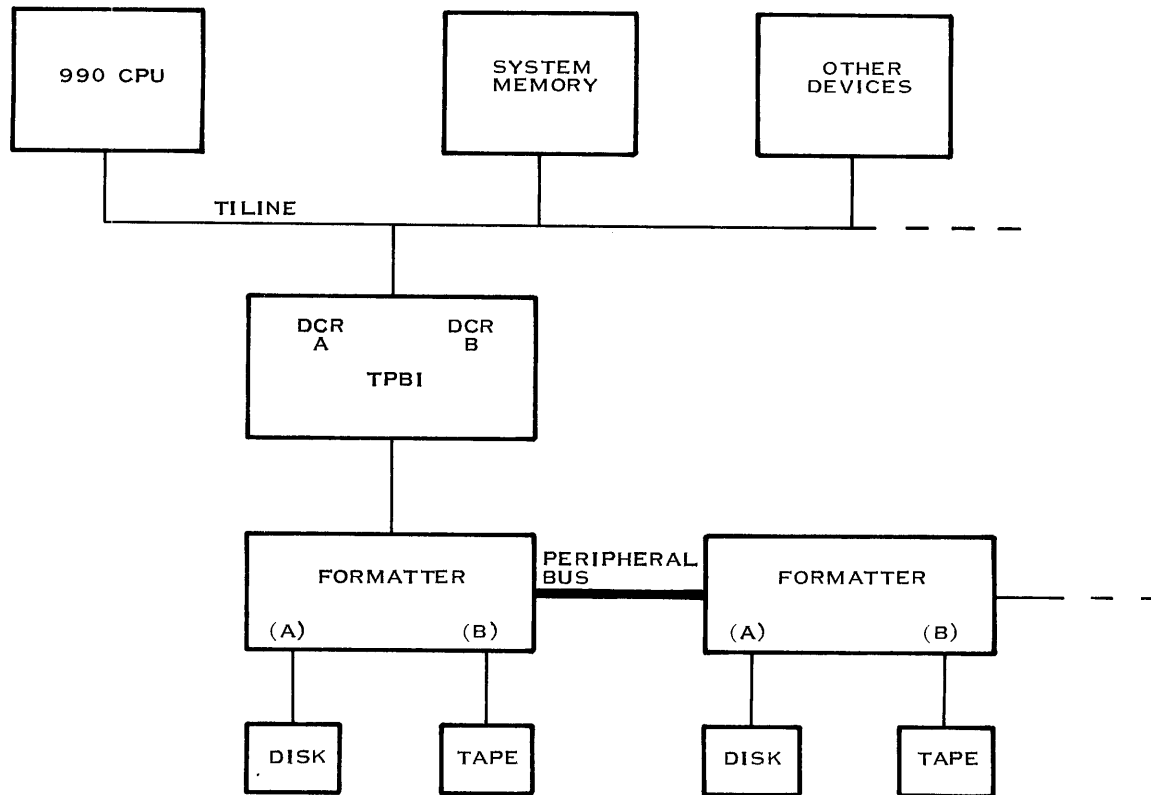 990 CPU
SYSTEM
MEMORY
OTHER
DEVICES
TILINE
DCR
A
DCR
B
TPBI
FORMATTER
(A)
(B)
PERIPHERAL
BUS
FORMATTER
(A)
(B)
DISK
TAPE
DISK
TAPE